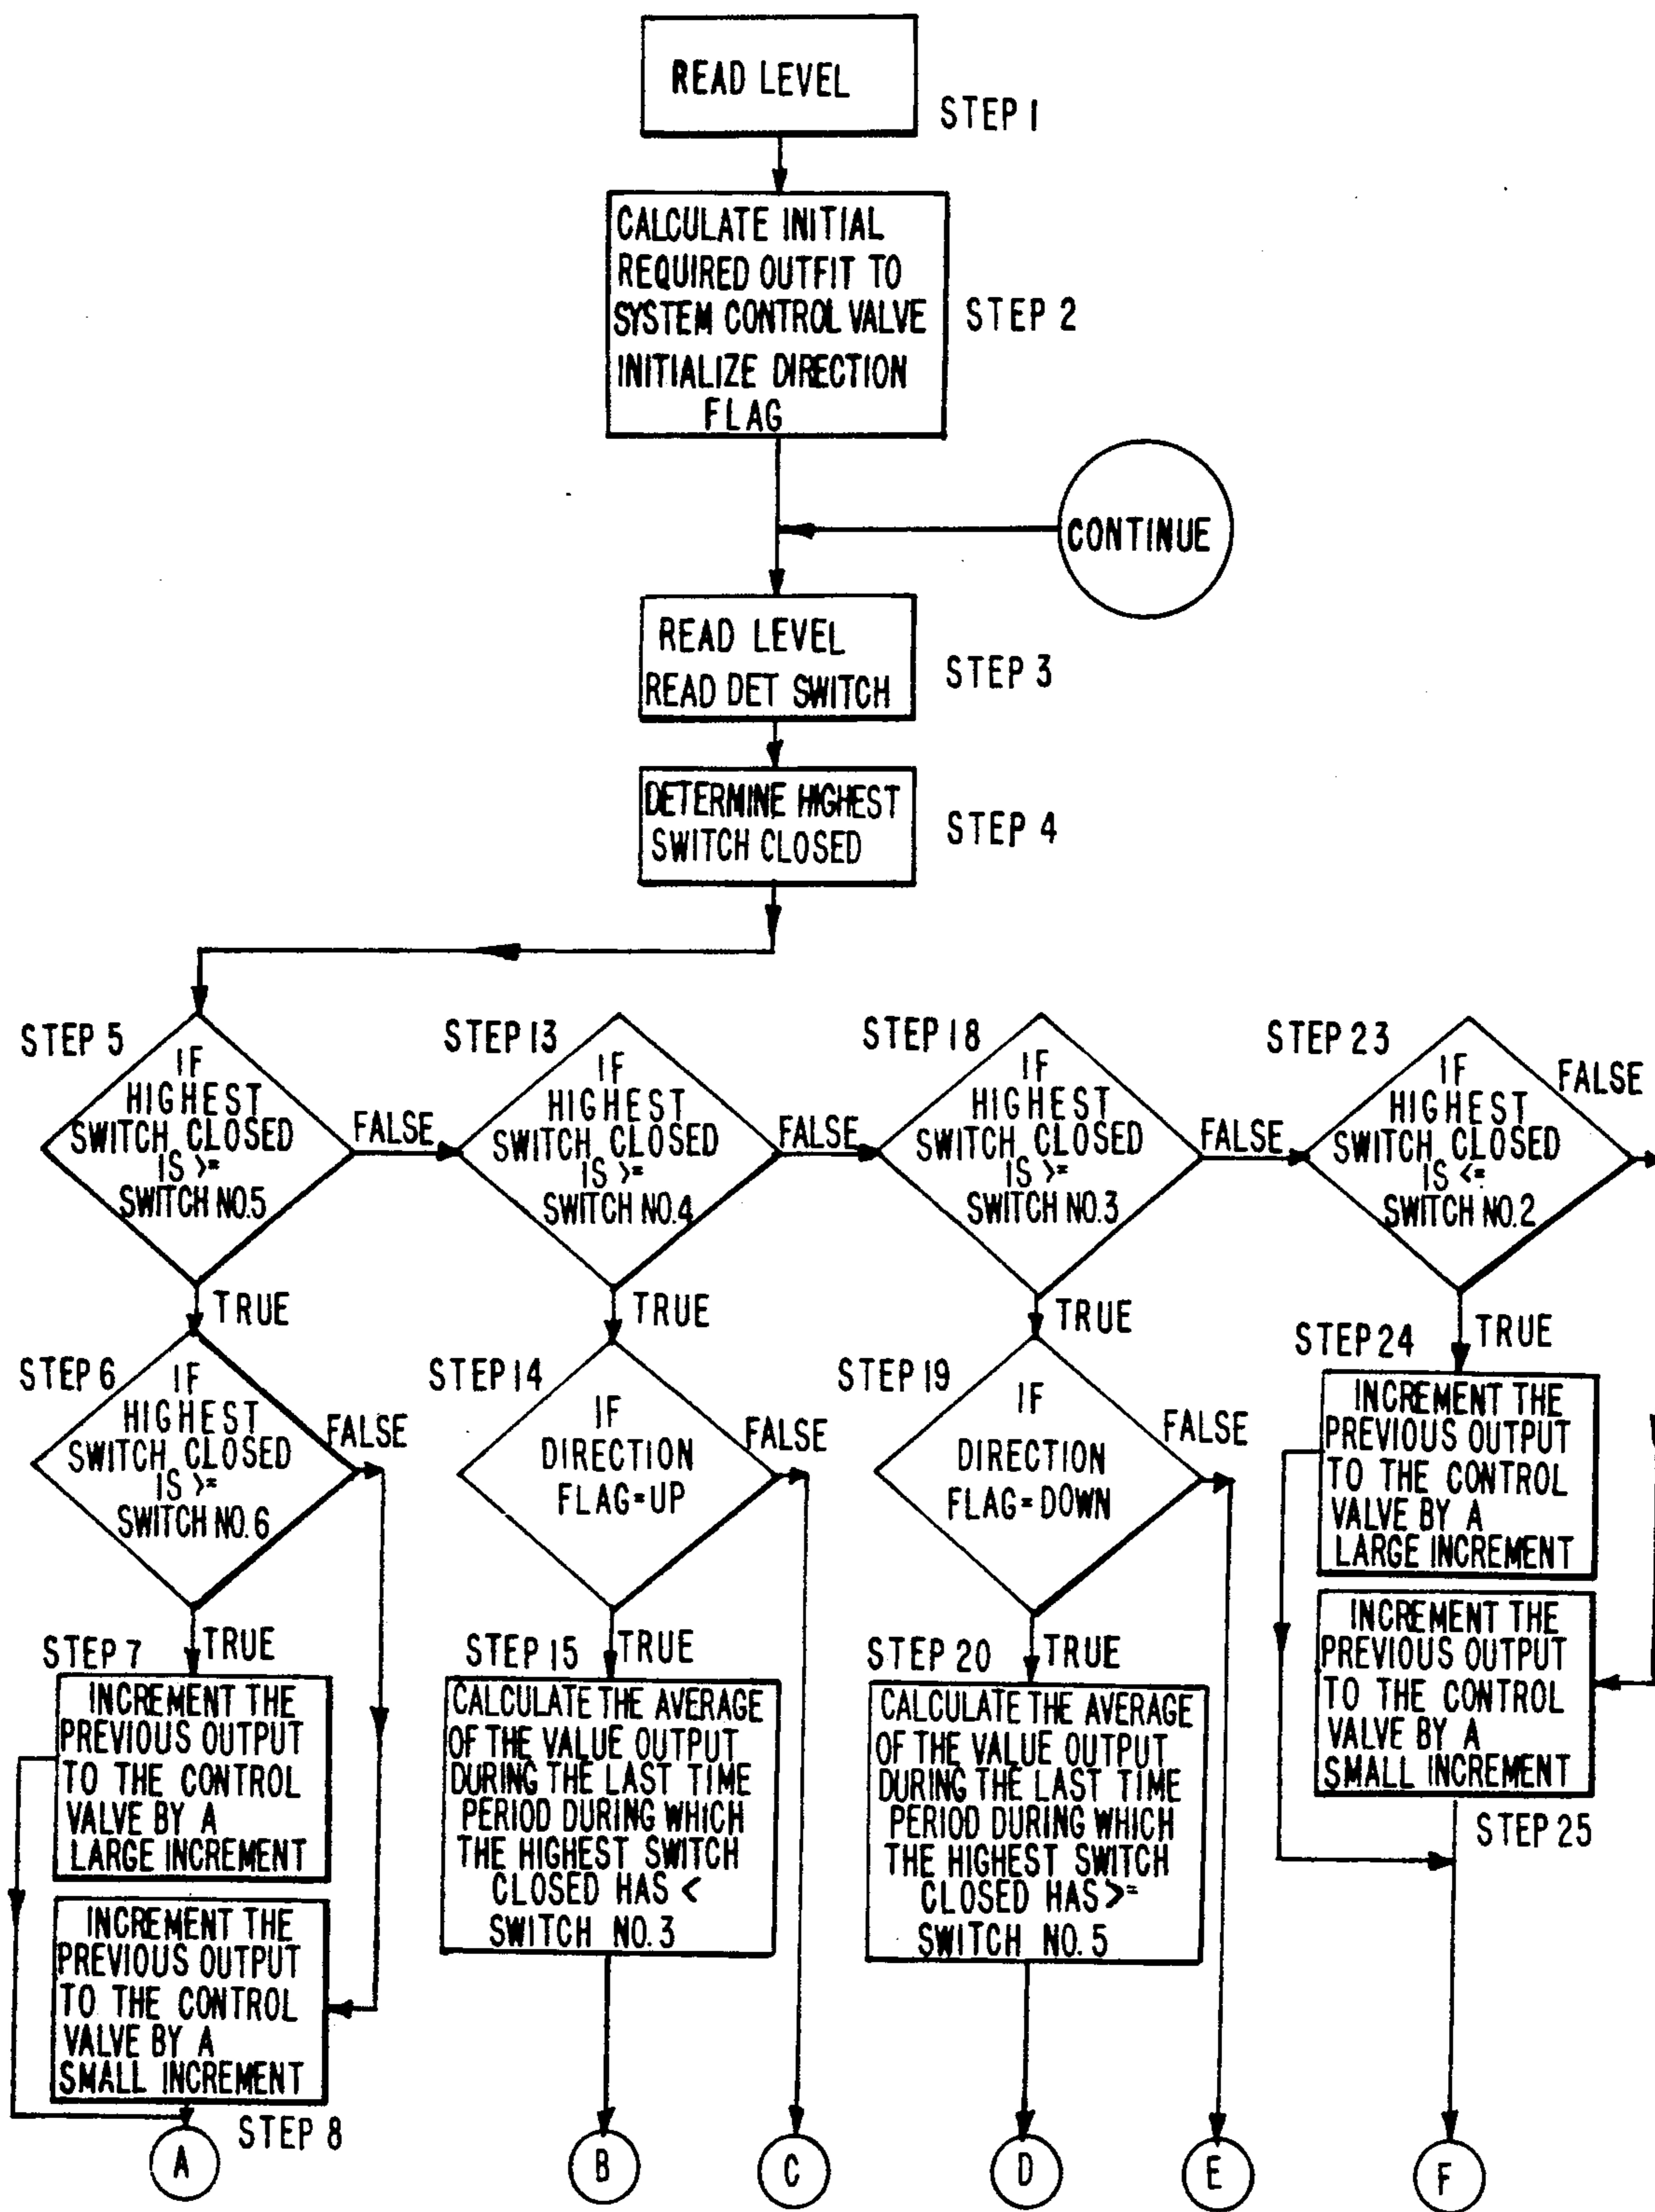 READ LEVEL
STEP 1
CALCULATE INITIAL
REQUIRED OUTFIT TO
SYSTEM CONTROL VALVE
INITIALIZE DIRECTION
FLAG
STEP 2
CONTINUE
READ LEVEL
READ DET SWITCH
STEP 3
DETERMINE HIGHEST
SWITCH CLOSED
STEP 4
STEP 5
IF
HIGHEST
SWITCH CLOSED
IS >=
SWITCH NO.5
FALSE
TRUE
STEP 13
IF
HIGHEST
SWITCH CLOSED
IS >=
SWITCH NO.4
FALSE
TRUE
STEP 18
IF
HIGHEST
SWITCH CLOSED
IS >=
SWITCH NO.3
FALSE
TRUE
STEP 23
IF
HIGHEST
SWITCH CLOSED
IS <=
SWITCH NO.2
FALSE
TRUE
STEP 6
IF
HIGHEST
SWITCH CLOSED
IS >=
SWITCH NO.6
FALSE
TRUE
STEP 14
IF
DIRECTION
FLAG=UP
FALSE
TRUE
STEP 19
IF
DIRECTION
FLAG=DOWN
FALSE
TRUE
STEP 24
INCREMENT THE
PREVIOUS OUTPUT
TO THE CONTROL
VALVE BY A
LARGE INCREMENT
INCREMENT THE
PREVIOUS OUTPUT
TO THE CONTROL
VALVE BY A
SMALL INCREMENT
STEP 25
STEP 7
INCREMENT THE
PREVIOUS OUTPUT
TO THE CONTROL
VALVE BY A
LARGE INCREMENT
INCREMENT THE
PREVIOUS OUTPUT
TO THE CONTROL
VALVE BY A
SMALL INCREMENT
STEP 8
STEP 15
CALCULATE THE AVERAGE
OF THE VALUE OUTPUT
DURING THE LAST TIME
PERIOD DURING WHICH
THE HIGHEST SWITCH
CLOSED HAS <
SWITCH NO. 3
STEP 20
CALCULATE THE AVERAGE
OF THE VALUE OUTPUT
DURING THE LAST TIME
PERIOD DURING WHICH
THE HIGHEST SWITCH
CLOSED HAS >=
SWITCH NO. 5
A
B
C
D
E
F